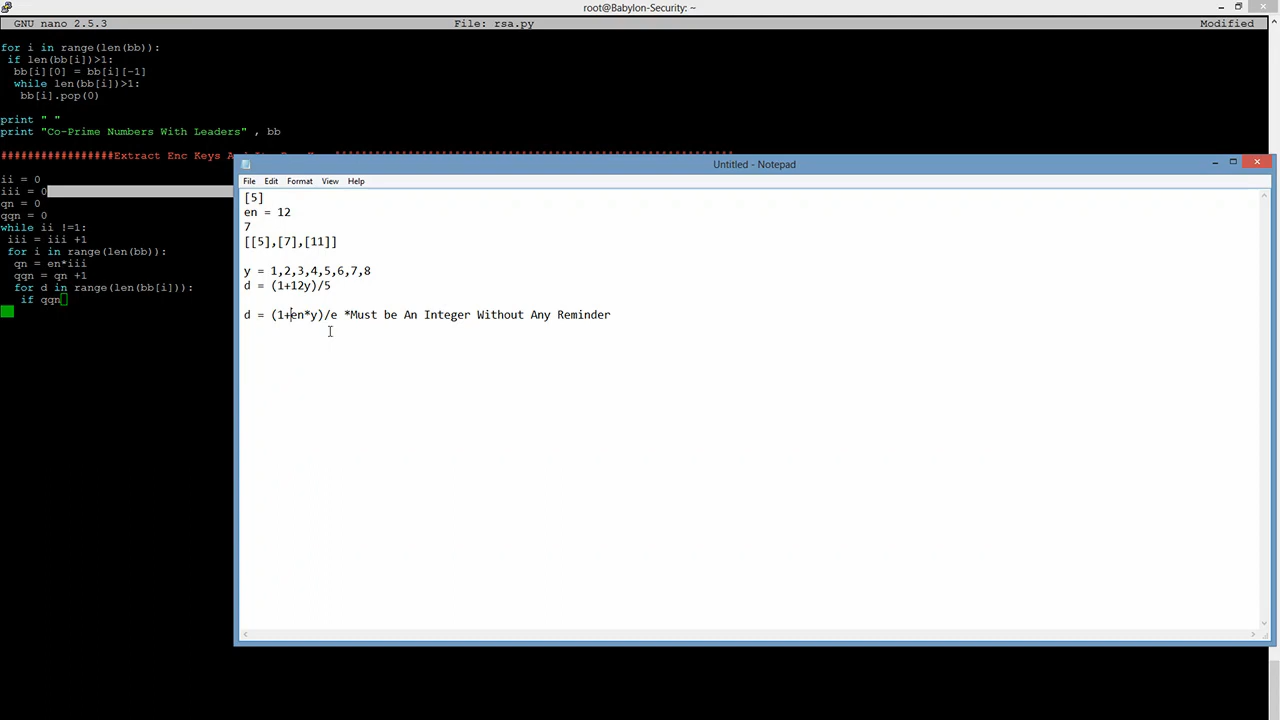 root@Babylon-Security: ~
GNU nano 2.5.3 File: rsa.py Modified
for i in range(len(bb)):
if len(bb[i])>1:
bb[i][0] = bb[i][-1]
while len(bb[i])>1:
bb[i].pop(0)
print " "
print "Co-Prime Numbers With Leaders" , bb
#################Extract Enc Keys
ii = 0
iii = 0
qn = 0
qqn = 0
while ii !=1:
iii = iii +1
for i in range(len(bb)):
qn = en*iii
qqn = qn +1
for d in range(len(bb[i])):
if qqn
Untitled - Notepad
File Edit Format View Help
[5]
en = 12
7
[[5],[7],[11]]
y = 1,2,3,4,5,6,7,8
d = (1+12y)/5
d = (1+en*y)/e *Must be An Integer Without Any Reminder